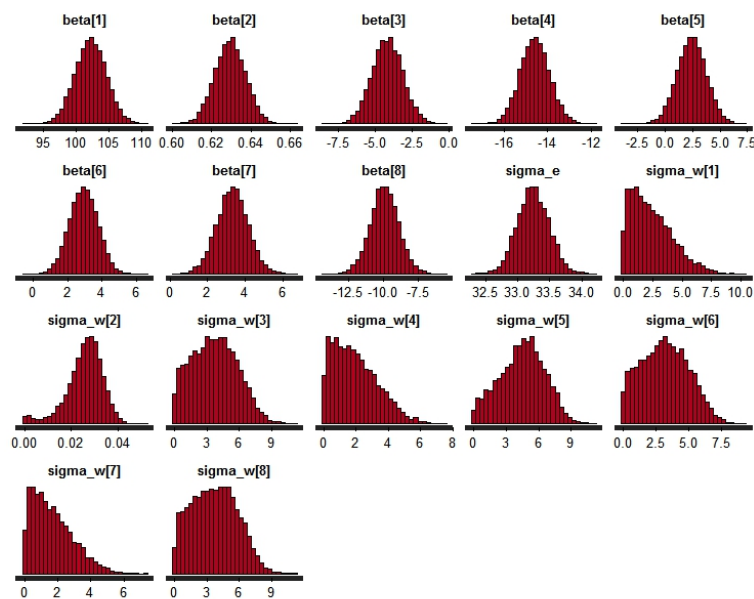 beta[1] beta[2] beta[3] beta[4] beta[5]
95 100 105 110 0.60 0.62 0.64 0.66 -7.5 -5.0 -2.5 0.0 -16 -14 -12 -2.5 0.0 2.5 5.0 7.5
beta[6] beta[7] beta[8] sigma_e sigma_w[1]
0 2 4 6 0 2 4 6 -12.5 -10.0 -7.5 32.5 33.0 33.5 34.0 0.0 2.5 5.0 7.5 10.0
sigma_w[2] sigma_w[3] sigma_w[4] sigma_w[5] sigma_w[6]
0.00 0.02 0.04 0 3 6 9 0 2 4 6 8 0 3 6 9 0.0 2.5 5.0 7.5
sigma_w[7] sigma_w[8]
0 2 4 6 0 3 6 9